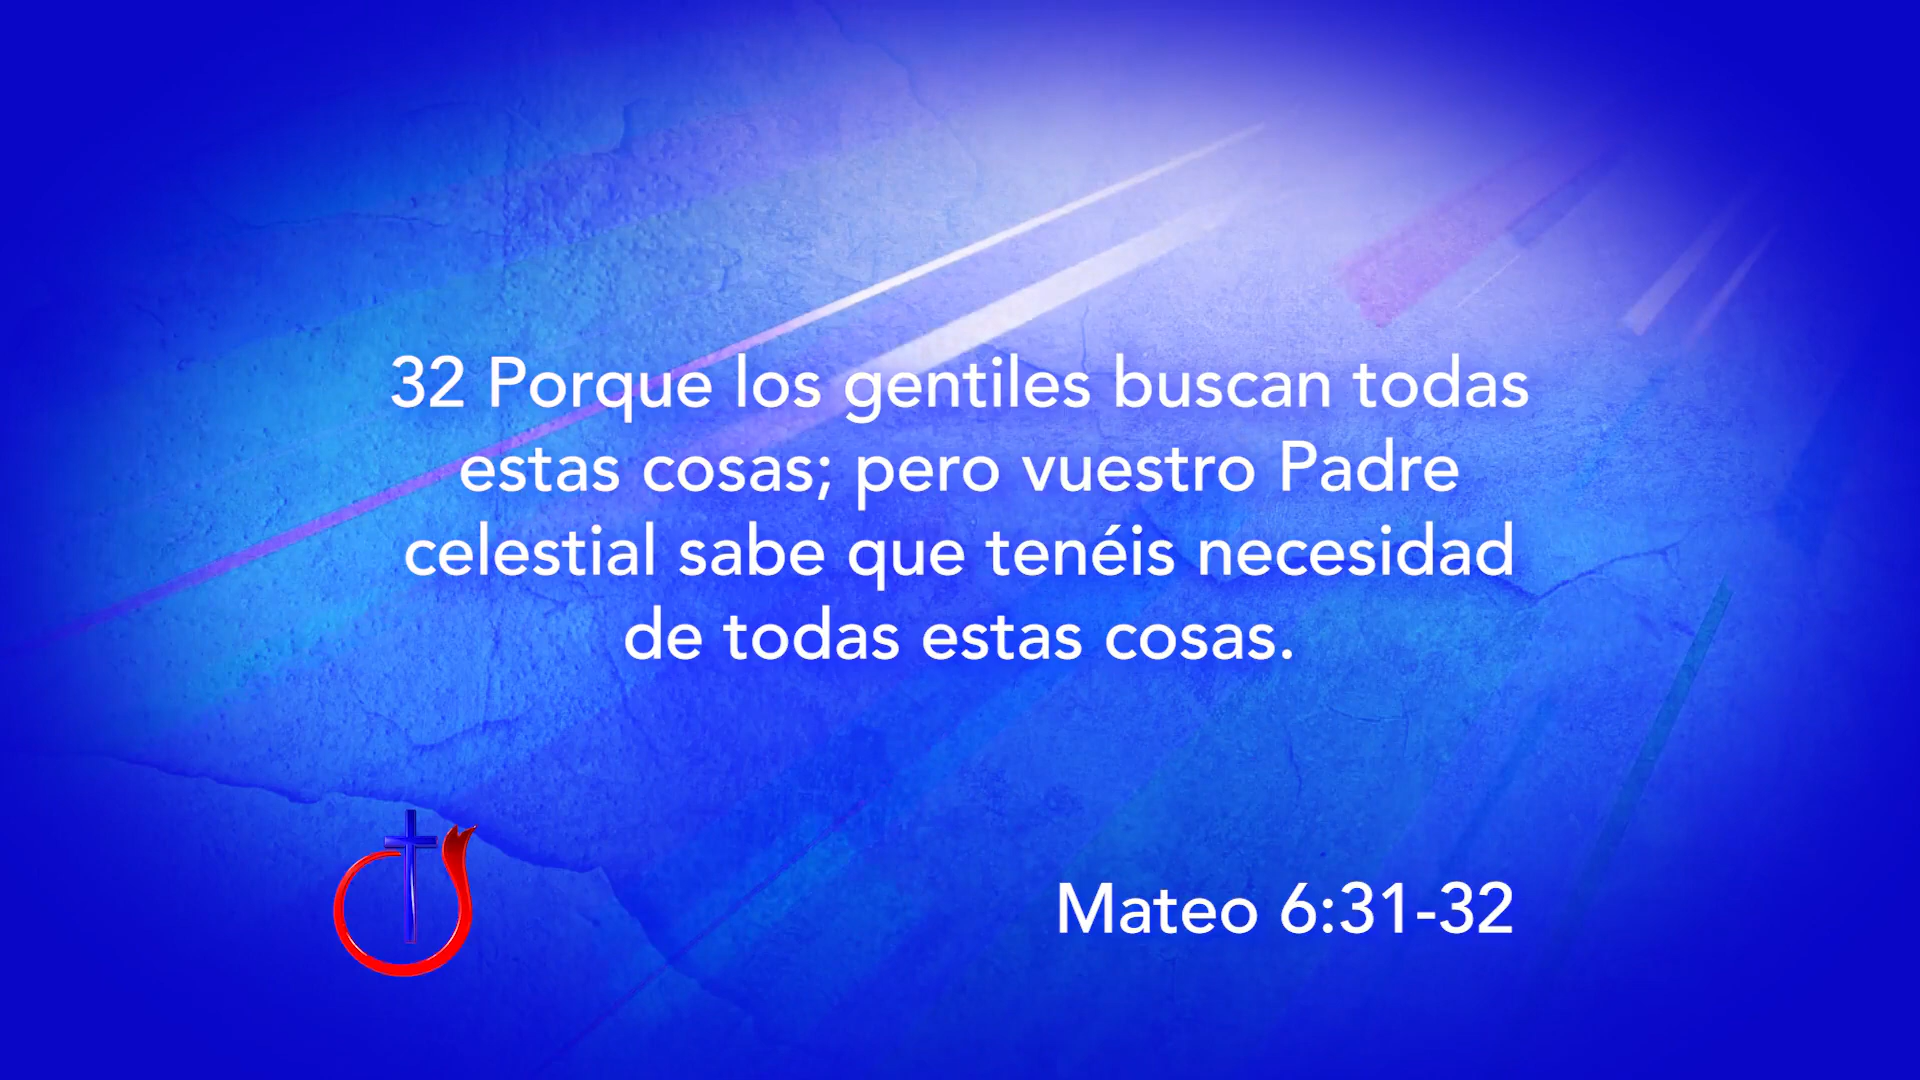 32 Porque los gentiles buscan todas
estas cosas; pero vuestro Padre
celestial sabe que tenéis necesidad
de todas estas cosas.
Mateo 6:31-32